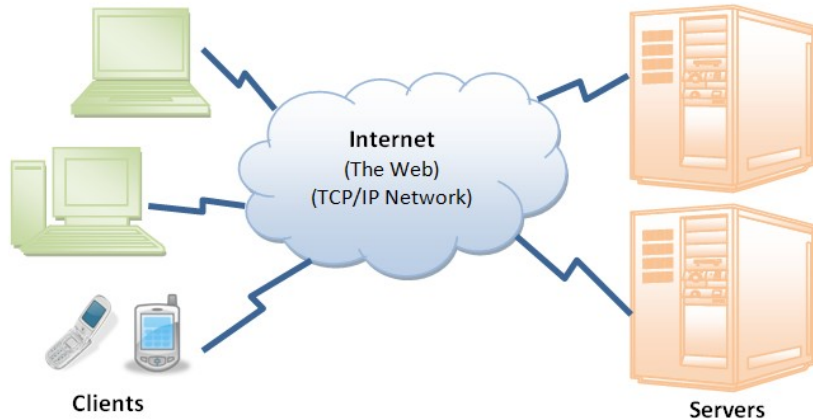 Internet
(The Web)
(TCP/IP Network)
Clients
Servers